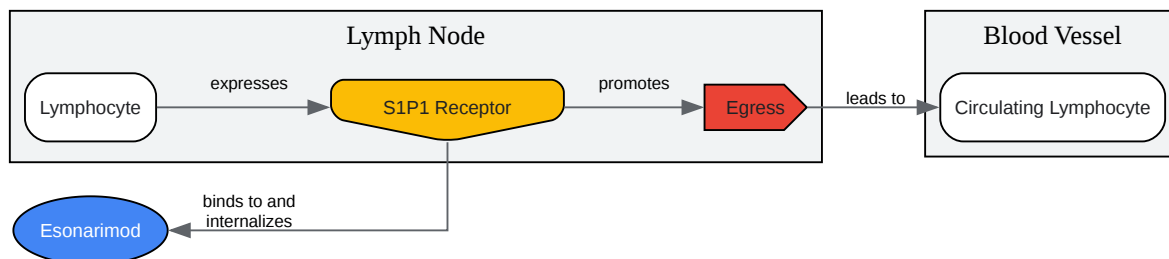 Lymph Node
Blood Vessel
Lymphocyte
expresses
S1P1 Receptor
promotes
Egress
leads to
Circulating Lymphocyte
binds to and
internalizes
Esonarimod